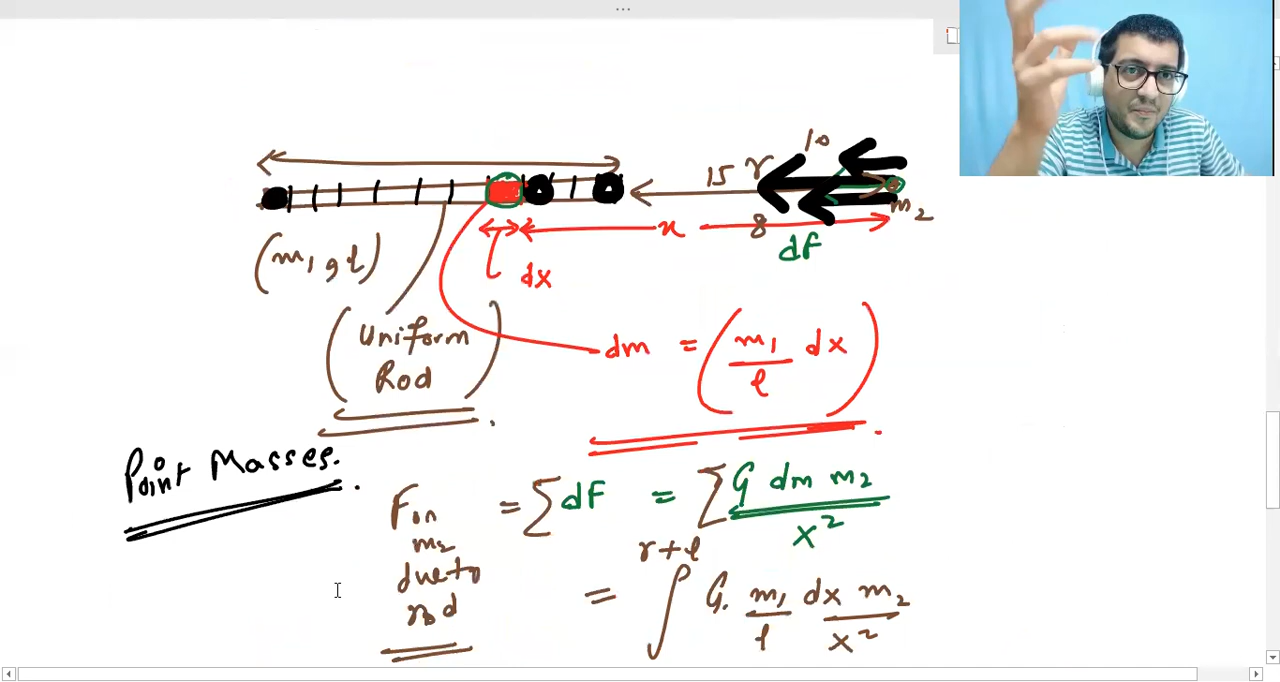 10
15 r
m2
8
x
dF
(m1, l)
dx
(Uniform
Rod)
dm = (m1/l dx)
Point Masses.
F on m2 due to rod = ∑dF = ∑ G dm m2 / x²
r+l
= ∫ G. m1/l dx m2 / x²